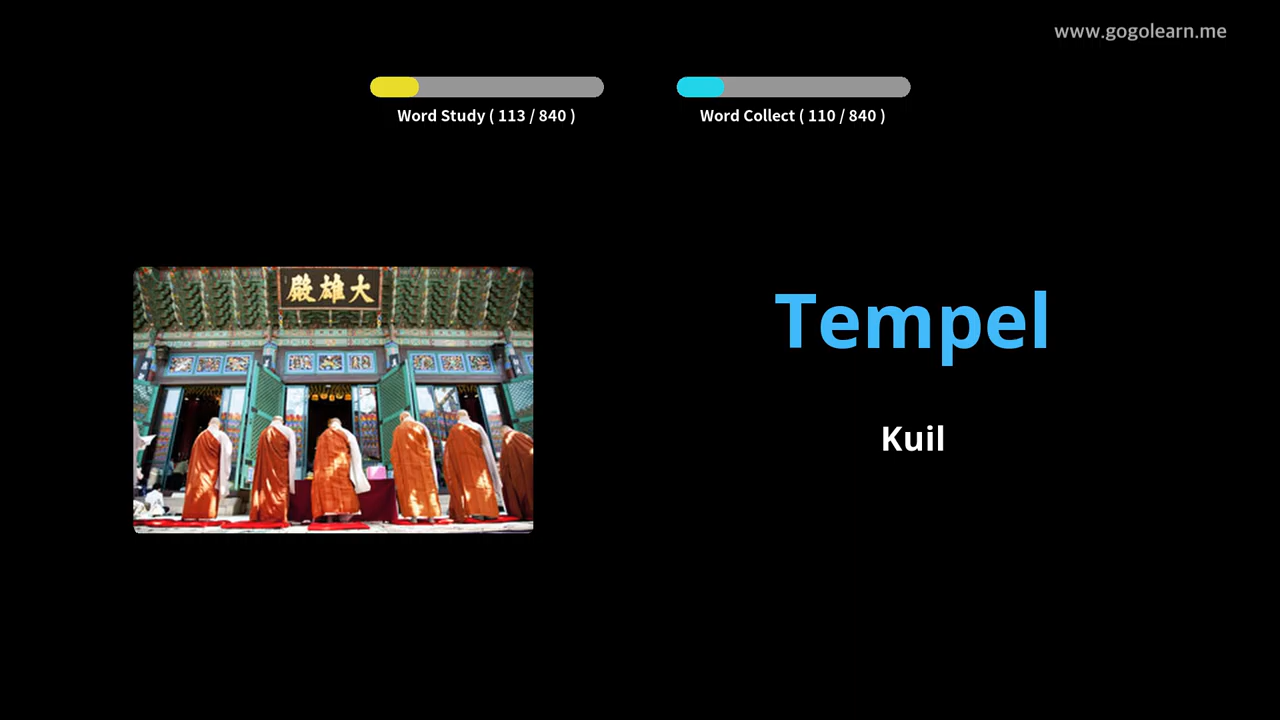 www.gogolearn.me
Word Study ( 113 / 840 )
Word Collect ( 110 / 840 )
殿雄大
Tempel
Kuil